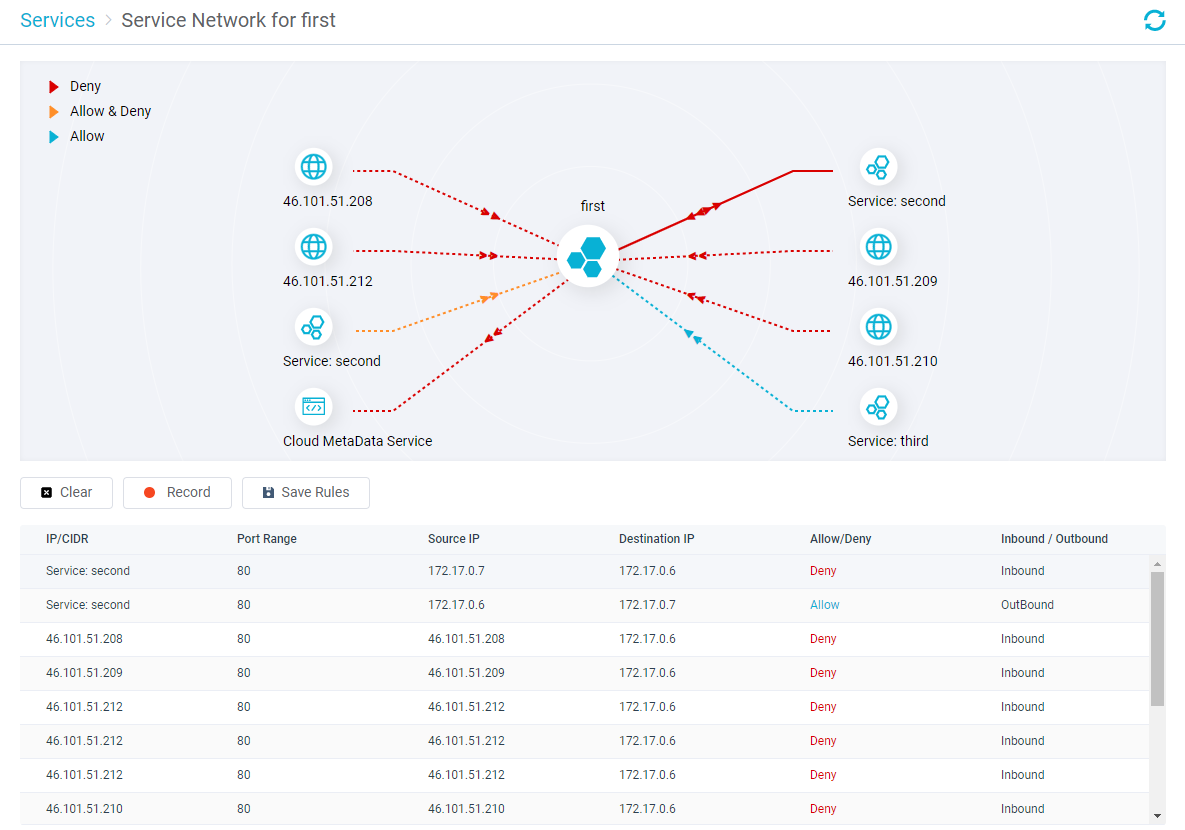 Services > Service Network for first
Deny
Allow & Deny
Allow
46.101.51.208
first
Service: second
46.101.51.212
46.101.51.209
Service: second
46.101.51.210
Cloud MetaData Service
Service: third
Clear Record Save Rules
IP/CIDR Port Range Source IP Destination IP Allow/Deny Inbound / Outbound
Service: second 80 172.17.0.7 172.17.0.6 Deny Inbound
Service: second 80 172.17.0.6 172.17.0.7 Allow OutBound
46.101.51.208 80 46.101.51.208 172.17.0.6 Deny Inbound
46.101.51.209 80 46.101.51.209 172.17.0.6 Deny Inbound
46.101.51.212 80 46.101.51.212 172.17.0.6 Deny Inbound
46.101.51.212 80 46.101.51.212 172.17.0.6 Deny Inbound
46.101.51.212 80 46.101.51.212 172.17.0.6 Deny Inbound
46.101.51.210 80 46.101.51.210 172.17.0.6 Deny Inbound